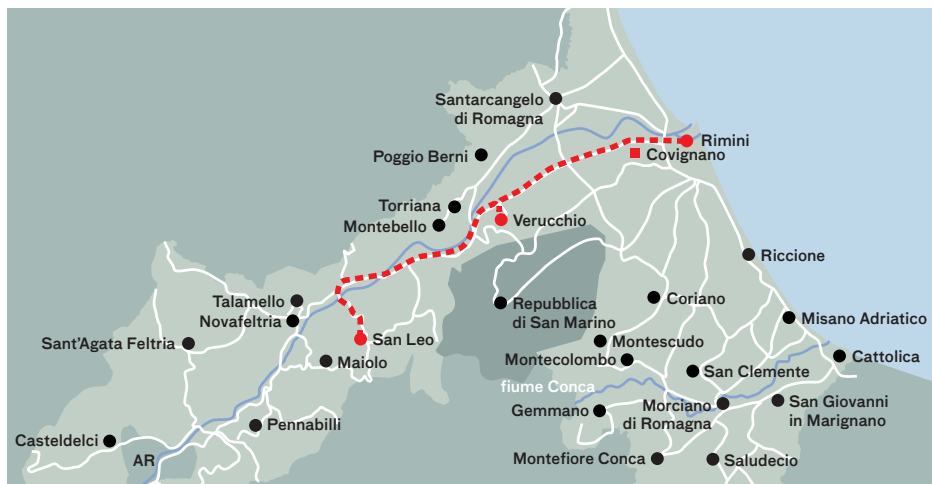 Santarcangelo
di Romagna
Rimini
Covignano
Poggio Berni
Torriana
Montebello
Verucchio
Riccione
Talamello
Novafeltria
Repubblica
di San Marino
Coriano
Misano Adriatico
Sant'Agata Feltria
San Leo
Maiolo
Montescudo
Montecolombo
Cattolica
San Clemente
fiume Conca
Gemmano
Morciano
di Romagna
San Giovanni
in Marignano
Pennabilli
Casteldelci
AR
Montefiore Conca
Saludecio